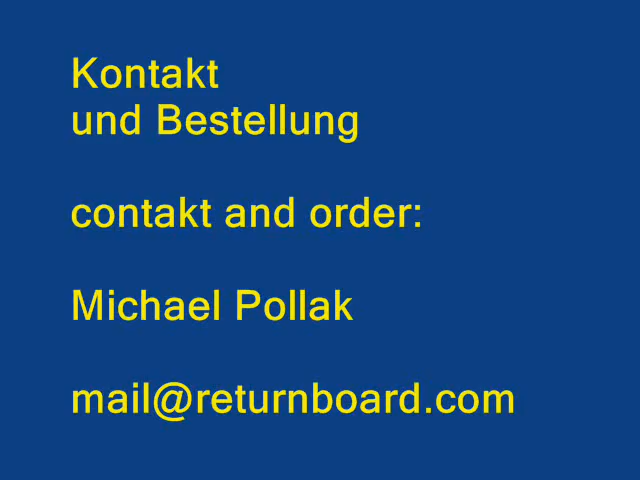 Kontakt
und Bestellung
contakt and order:
Michael Pollak
mail@returnboard.com